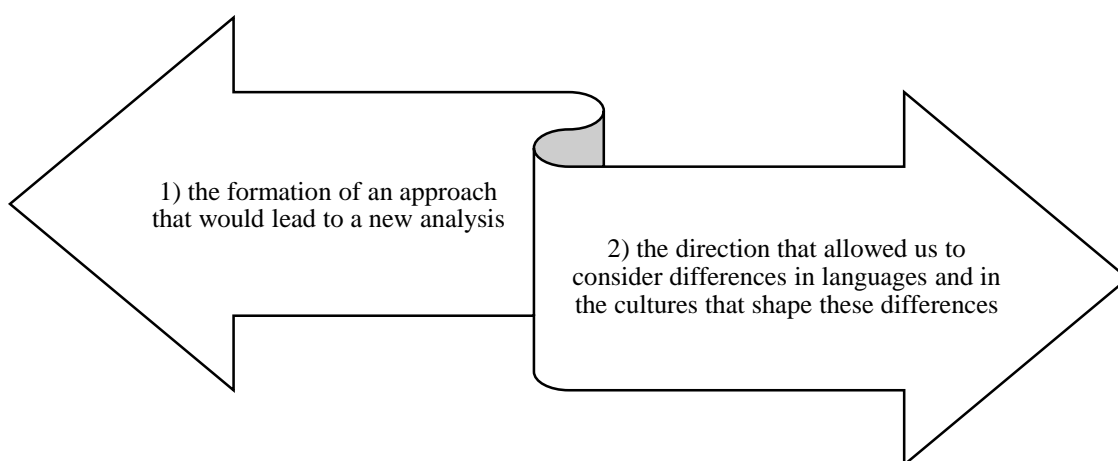 1) the formation of an approach
that would lead to a new analysis
2) the direction that allowed us to
consider differences in languages and in
the cultures that shape these differences